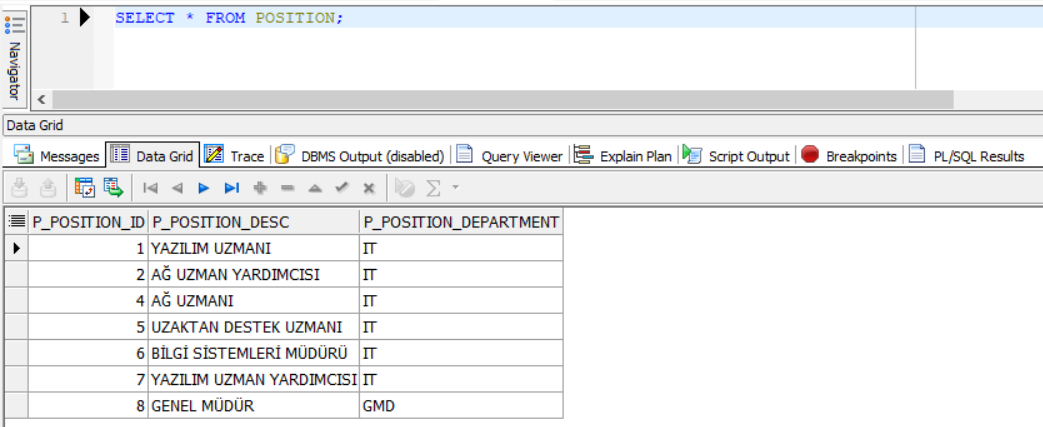 1 SELECT * FROM POSITION;
Navigator
Data Grid
Messages Data Grid Trace DBMS Output (disabled) Query Viewer Explain Plan Script Output Breakpoints PL/SQL Results
P_POSITION_ID P_POSITION_DESC P_POSITION_DEPARTMENT
1 YAZILIM UZMANI IT
2 AĞ UZMAN YARDIMCISI IT
4 AĞ UZMANI IT
5 UZAKTAN DESTEK UZMANI IT
6 BİLGİ SİSTEMLERİ MÜDÜRÜ IT
7 YAZILIM UZMAN YARDIMCISI IT
8 GENEL MÜDÜR GMD